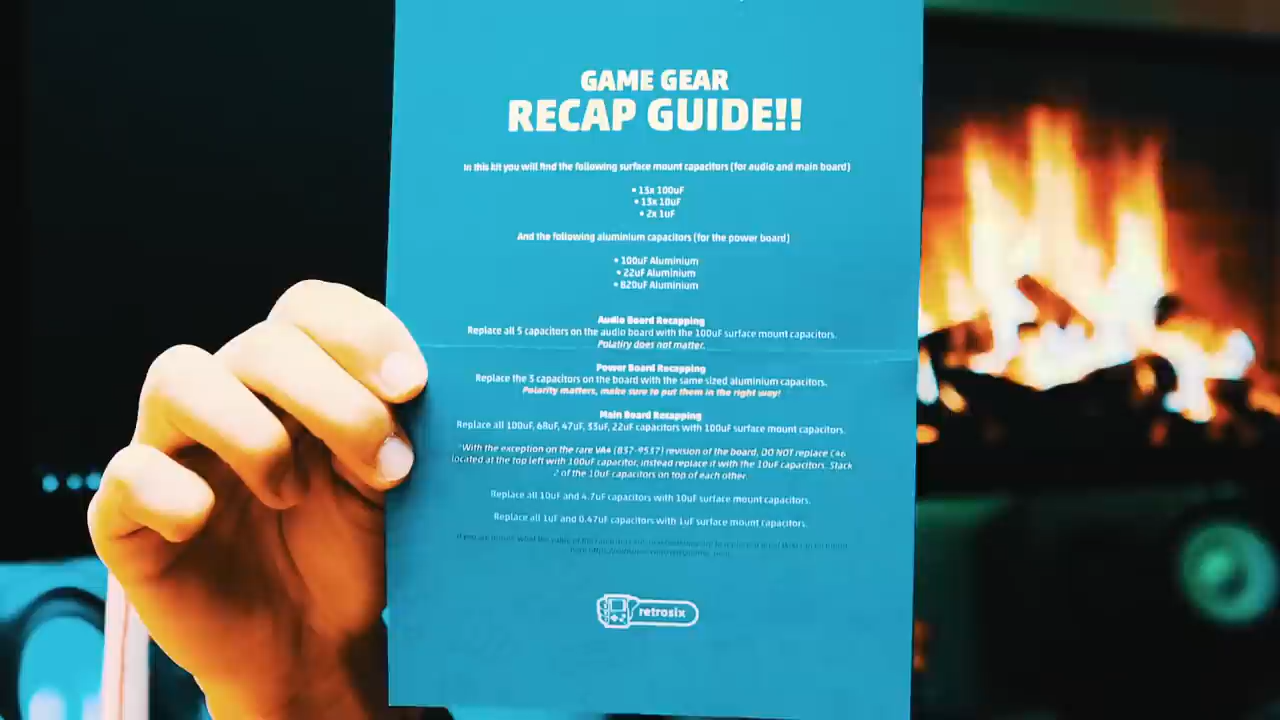 GAME GEAR
RECAP GUIDE!!
In this kit you will find the following surface mount capacitors (for audio and main board)
• 13x 100uF
• 13x 10uF
• 2x 1uF
And the following aluminium capacitors (for the power board)
• 100uF Aluminium
• 22uF Aluminium
• 820uF Aluminium
Audio Board Recapping
Replace all 5 capacitors on the audio board with the 100uF surface mount capacitors.
Polatiry does not matter.
Power Board Recapping
Replace the 3 capacitors on the board with the same sized aluminium capacitors.
Polarity matters, make sure to put them in the right way!
Main Board Recapping
Replace all 100uF, 68uF, 47uF, 33uF, 22uF capacitors with 100uF surface mount capacitors.
*With the exception on the rare VA4 (837-9537) revision of the board, DO NOT replace C46
located at the top left with 100uF capacitor, instead replace it with the 10uF capacitors. Stack
2 of the 10uF capacitors on top of each other.
Replace all 10uF and 4.7uF capacitors with 10uF surface mount capacitors.
Replace all 1uF and 0.47uF capacitors with 1uF surface mount capacitors.
retrosix